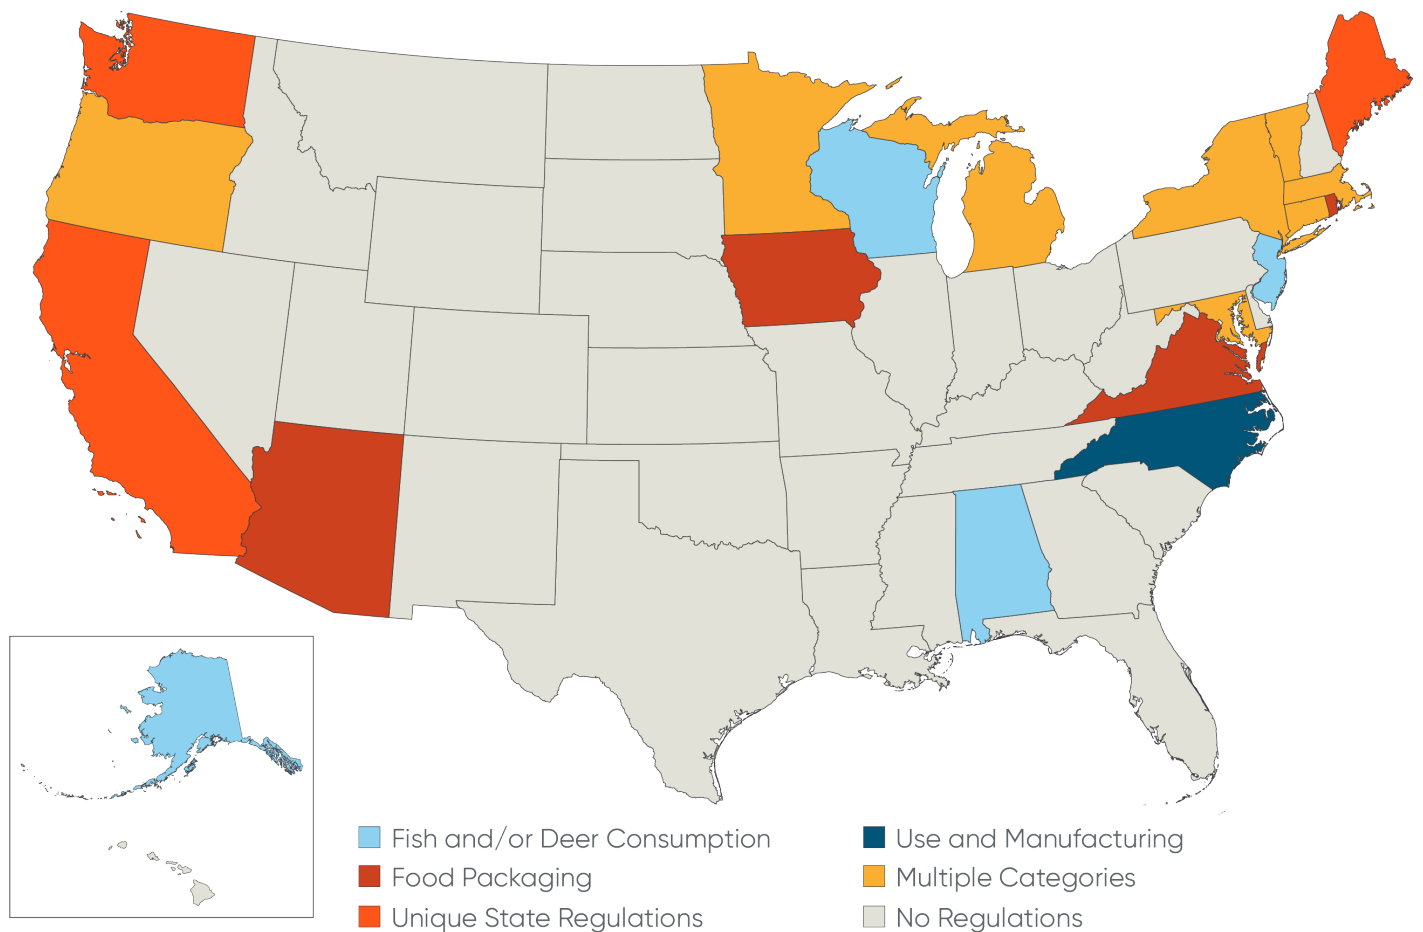 Fish and/or Deer Consumption
Food Packaging
Unique State Regulations
Use and Manufacturing
Multiple Categories
No Regulations